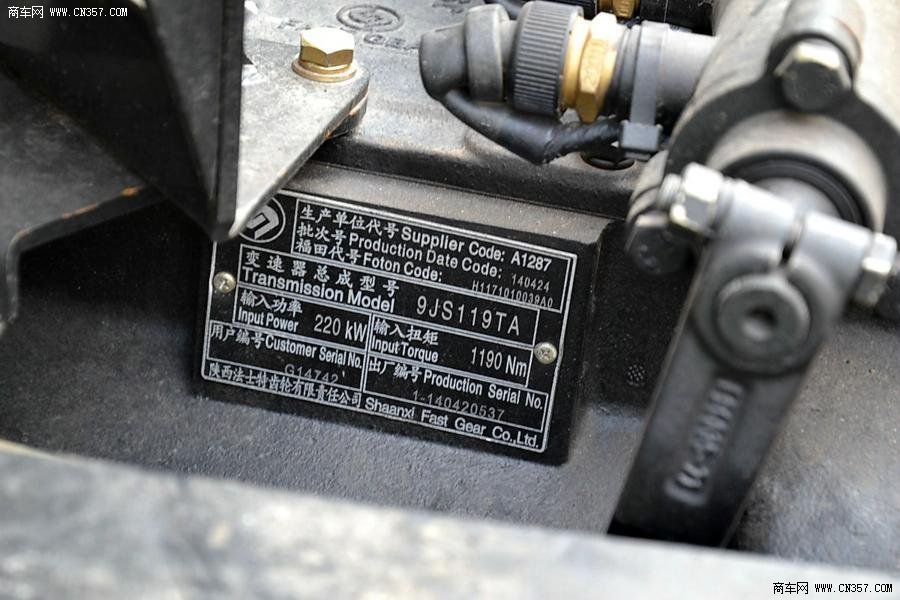 商车网 www.CN357.com
生产单位代号 Supplier Code: A1287
批次号 Production Date Code: 140424
福田代号 Foton Code: H1171010039A0
变速器总成型号
Transmission Model 9JS119TA
输入功率
Input Power 220 kW
输入扭矩
Input Torque 1190 Nm
用户编号 Customer Serial No.
G14742
出厂编号 Production Serial No.
1-140420537
陕西法士特齿轮有限责任公司 Shaanxi Fast Gear Co.,Ltd.
商车网 www.CN357.com